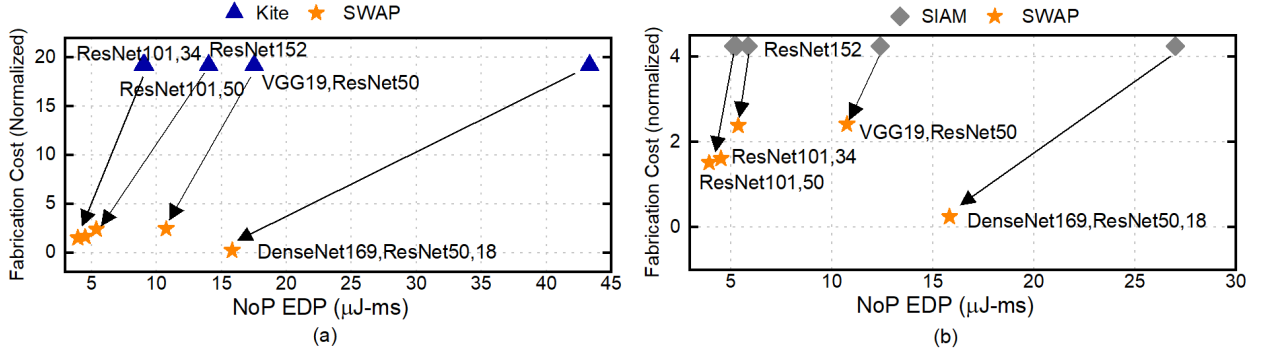 Kite SWAP
Fabrication Cost (Normalized)
20
15
10
5
0
ResNet101,34
ResNet152
ResNet101,50
VGG19,ResNet50
DenseNet169,ResNet50,18
5 10 15 20 25 30 35 40 45
NoP EDP (μJ-ms)
(a)
SIAM SWAP
Fabrication Cost (normalized)
4
2
0
ResNet152
VGG19,ResNet50
ResNet101,34
ResNet101,50
DenseNet169,ResNet50,18
5 10 15 20 25 30
NoP EDP (μJ-ms)
(b)